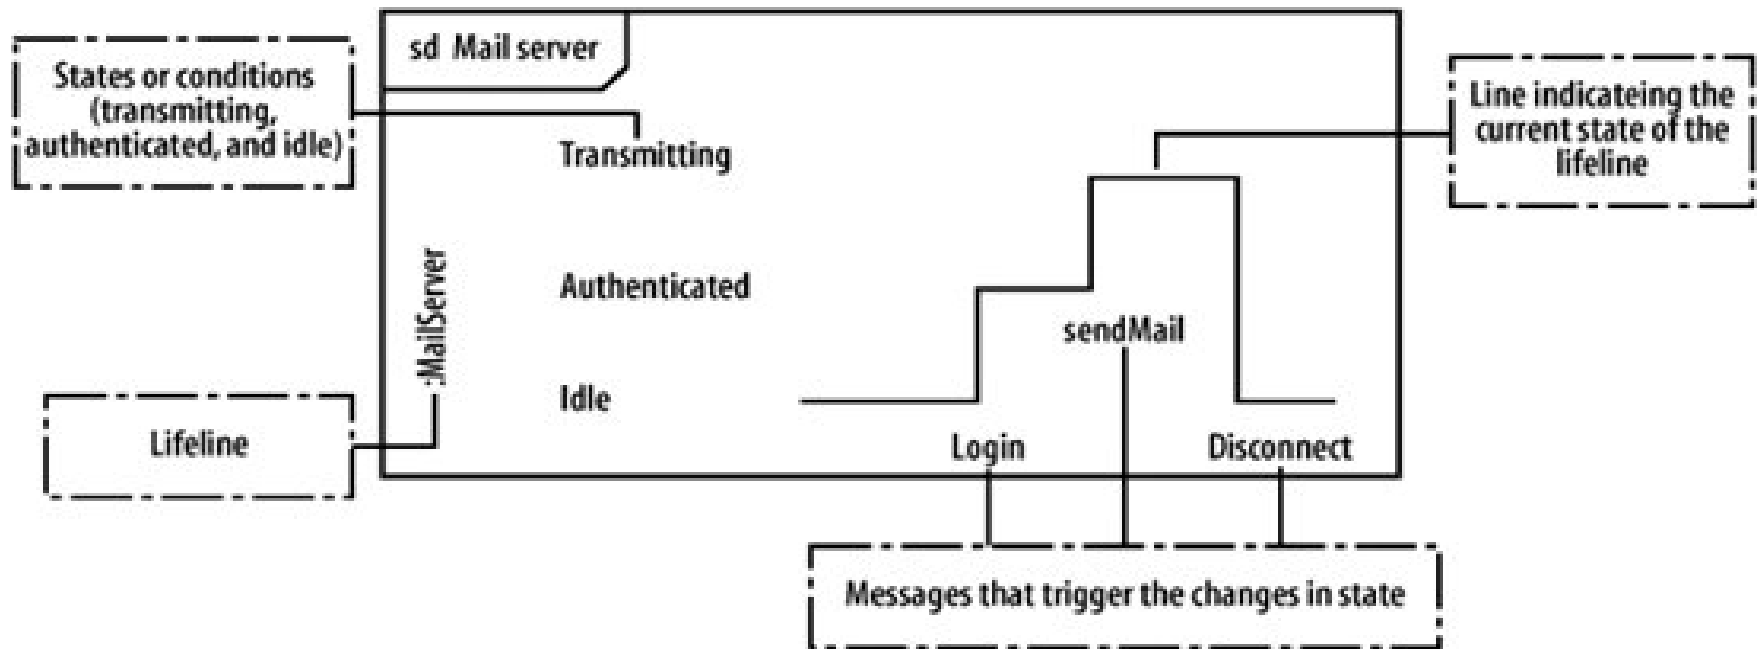 sd Mail server
States or conditions
(transmitting,
authenticated, and idle)
Line indicateing the
current state of the
lifeline
Transmitting
:MailServer
Authenticated
sendMail
Idle
Lifeline
Login
Disconnect
Messages that trigger the changes in state